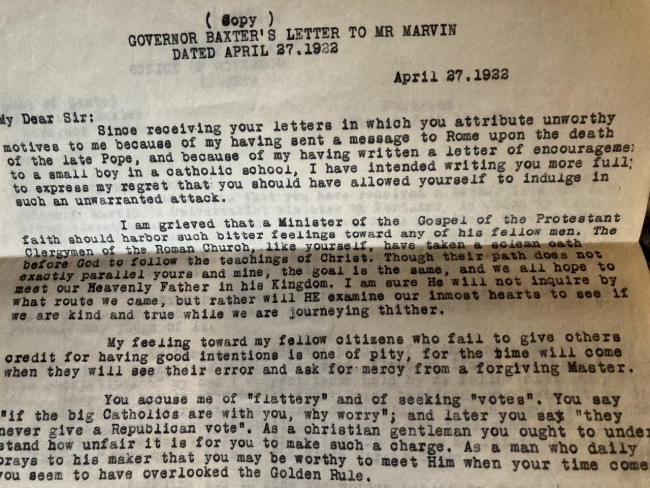 ( Copy )
GOVERNOR BAXTER'S LETTER TO MR MARVIN
DATED APRIL 27.1922
April 27.1922
My Dear Sir:
Since receiving your letters in which you attribute unworthy
motives to me because of my having sent a message to Rome upon the death
of the late Pope, and because of my having written a letter of encourageme
to a small boy in a catholic school, I have intended writing you more full;
to express my regret that you should have allowed yourself to indulge in
such an unwarranted attack.
I am grieved that a Minister of the Gospel of the Protestant
faith should harbor such bitter feelings toward any of his fellow men. The
Clergymen of the Roman Church, like yourself, have taken a solemn oath
before God to follow the teachings of Christ. Though their path does not
exactly parallel yours and mine, the goal is the same, and we all hope to
meet our Heavenly Father in his Kingdom. I am sure He will not inquire by
what route we came, but rather will HE examine our inmost hearts to see if
we are kind and true while we are journeying thither.
My feeling toward my fellow citizens who fail to give others
credit for having good intentions is one of pity, for the time will come
when they will see their error and ask for mercy from a forgiving Master.
You accuse me of "flattery" and of seeking "votes". You say
"if the big Catholics are with you, why worry"; and later you say "they
never give a Republican vote". As a christian gentleman you ought to unde
stand how unfair it is for you to make such a charge. As a man who daily
prays to his maker that you may be worthy to meet Him when your time come
you seem to have overlooked the Golden Rule.